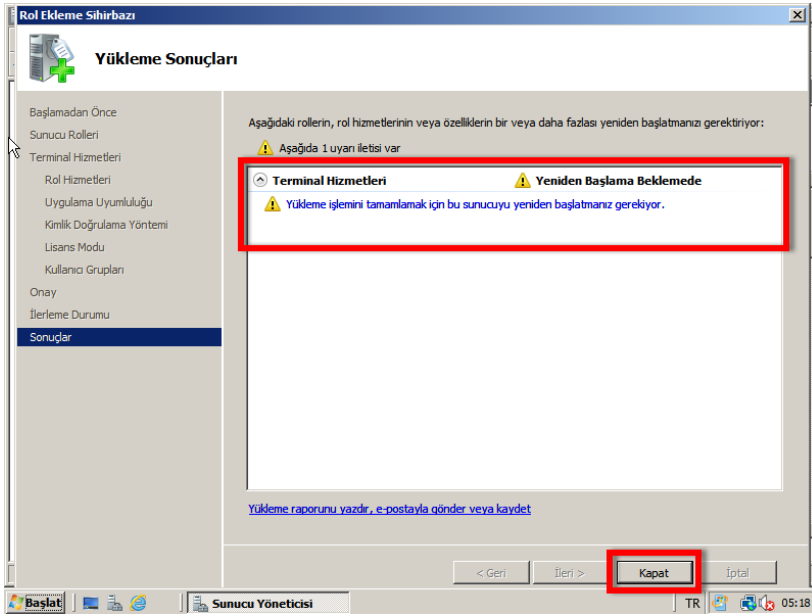 Rol Ekleme Sihirbazı
Yükleme Sonuçları
Başlamadan Önce
Sunucu Rolleri
Terminal Hizmetleri
Rol Hizmetleri
Uygulama Uyumluluğu
Kimlik Doğrulama Yöntemi
Lisans Modu
Kullanıcı Grupları
Onay
İlerleme Durumu
Sonuçlar
Aşağıdaki rollerin, rol hizmetlerinin veya özelliklerin bir veya daha fazlası yeniden başlatmanızı gerektiriyor:
Aşağıda 1 uyarı iletisi var
Terminal Hizmetleri Yeniden Başlama Beklemede
Yükleme işlemini tamamlamak için bu sunucuyu yeniden başlatmanız gerekiyor.
Yükleme raporunu yazdır, e-postayla gönder veya kaydet
< Geri İleri > Kapat İptal
Başlat Sunucu Yöneticisi TR 05:18